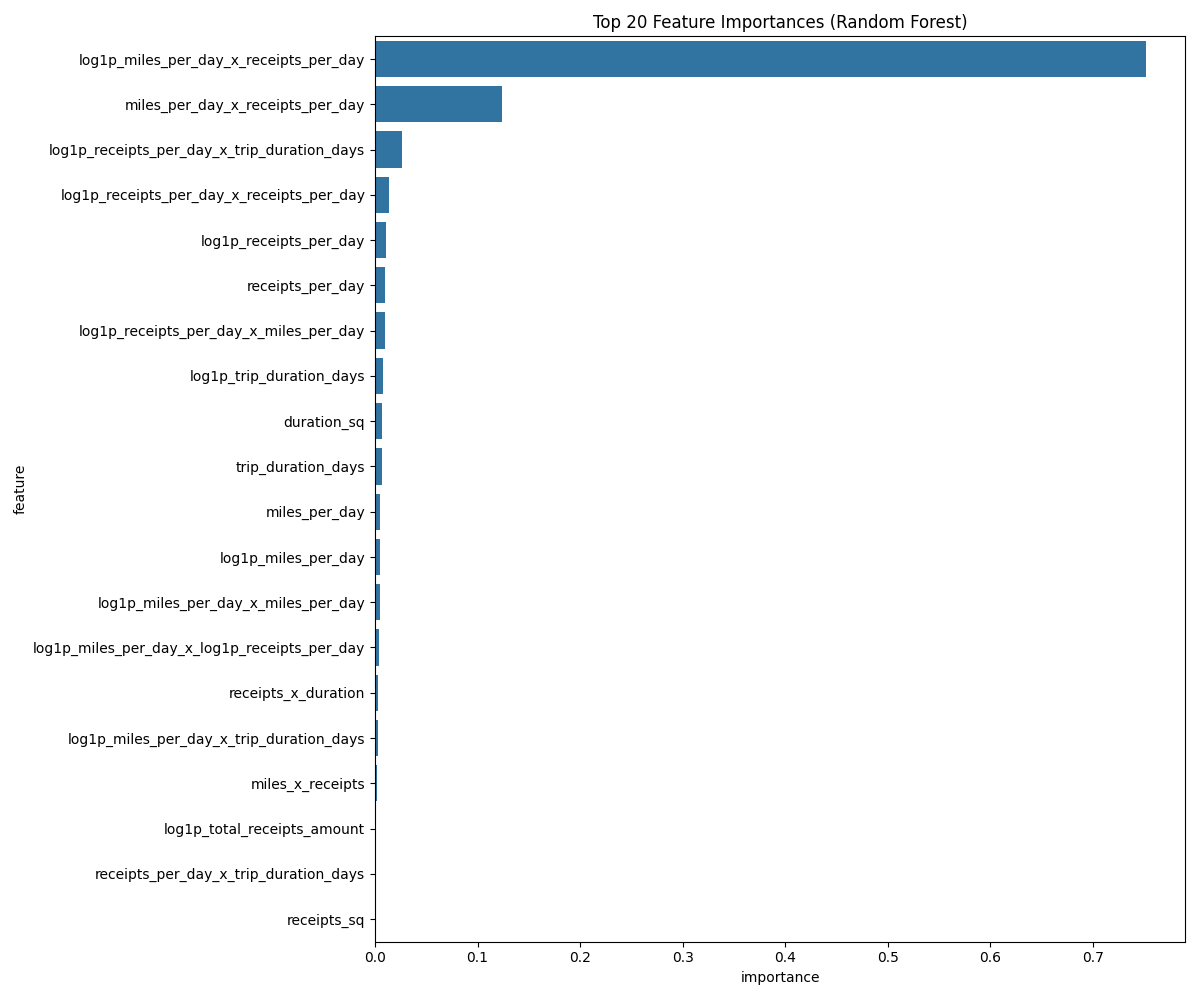 Top 20 Feature Importances (Random Forest)
log1p_miles_per_day_x_receipts_per_day
miles_per_day_x_receipts_per_day
log1p_receipts_per_day_x_trip_duration_days
log1p_receipts_per_day_x_receipts_per_day
log1p_receipts_per_day
receipts_per_day
log1p_receipts_per_day_x_miles_per_day
log1p_trip_duration_days
duration_sq
trip_duration_days
miles_per_day
log1p_miles_per_day
log1p_miles_per_day_x_miles_per_day
log1p_miles_per_day_x_log1p_receipts_per_day
receipts_x_duration
log1p_miles_per_day_x_trip_duration_days
miles_x_receipts
log1p_total_receipts_amount
receipts_per_day_x_trip_duration_days
receipts_sq
feature
0.0 0.1 0.2 0.3 0.4 0.5 0.6 0.7
importance